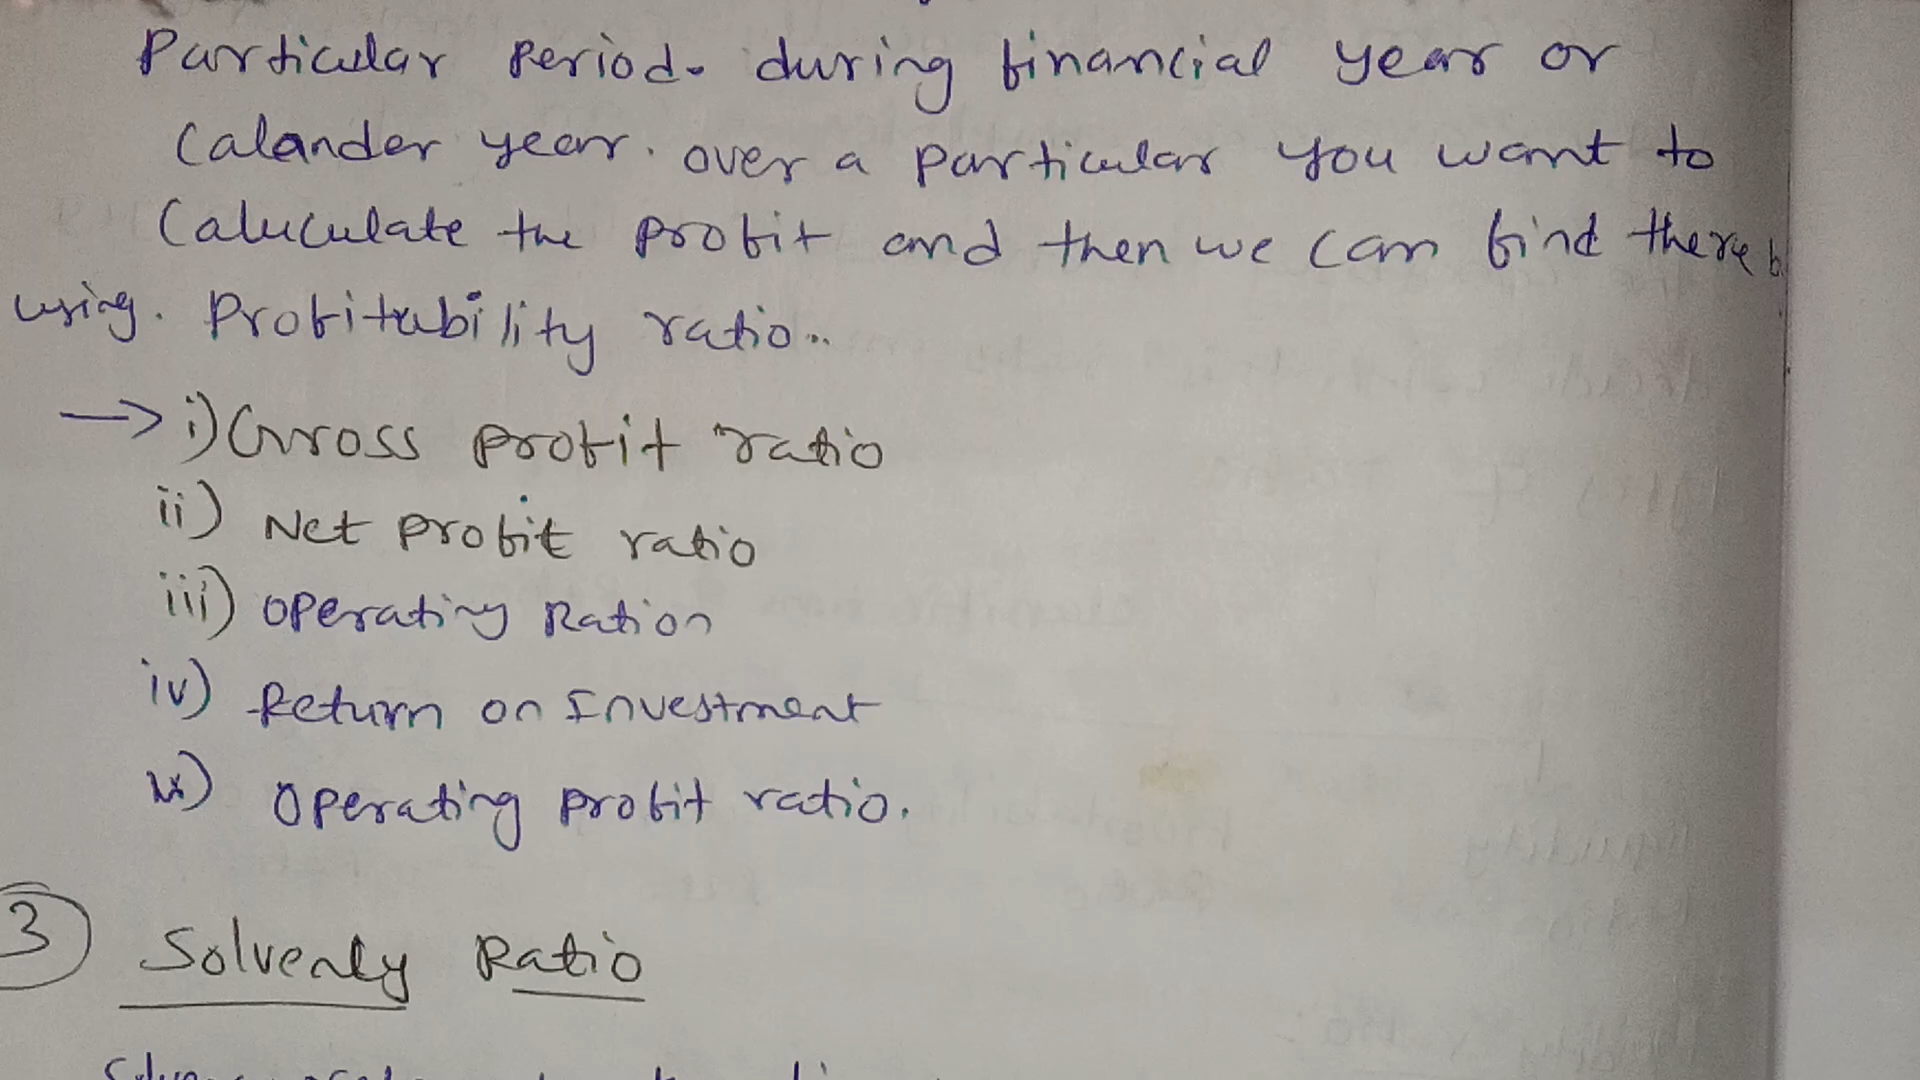 Particular Period. during financial year or
Calander year. over a particular you want to
Caluculate the profit and then we can find there b
using. Profitability ratio..
→ i) Gross profit ratio
ii) Net profit ratio
iii) Operating Ration
iv) Return on Investment
v) Operating profit ratio.
3 Solvency Ratio